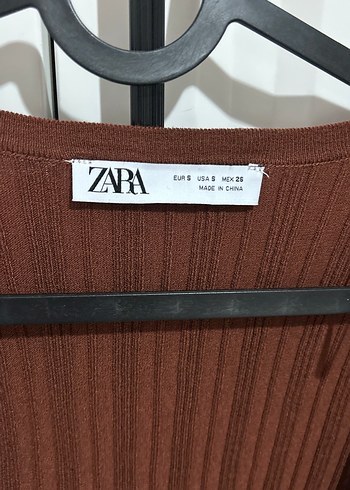 ZARA
EUR S USA S MEX 26
MADE IN CHINA